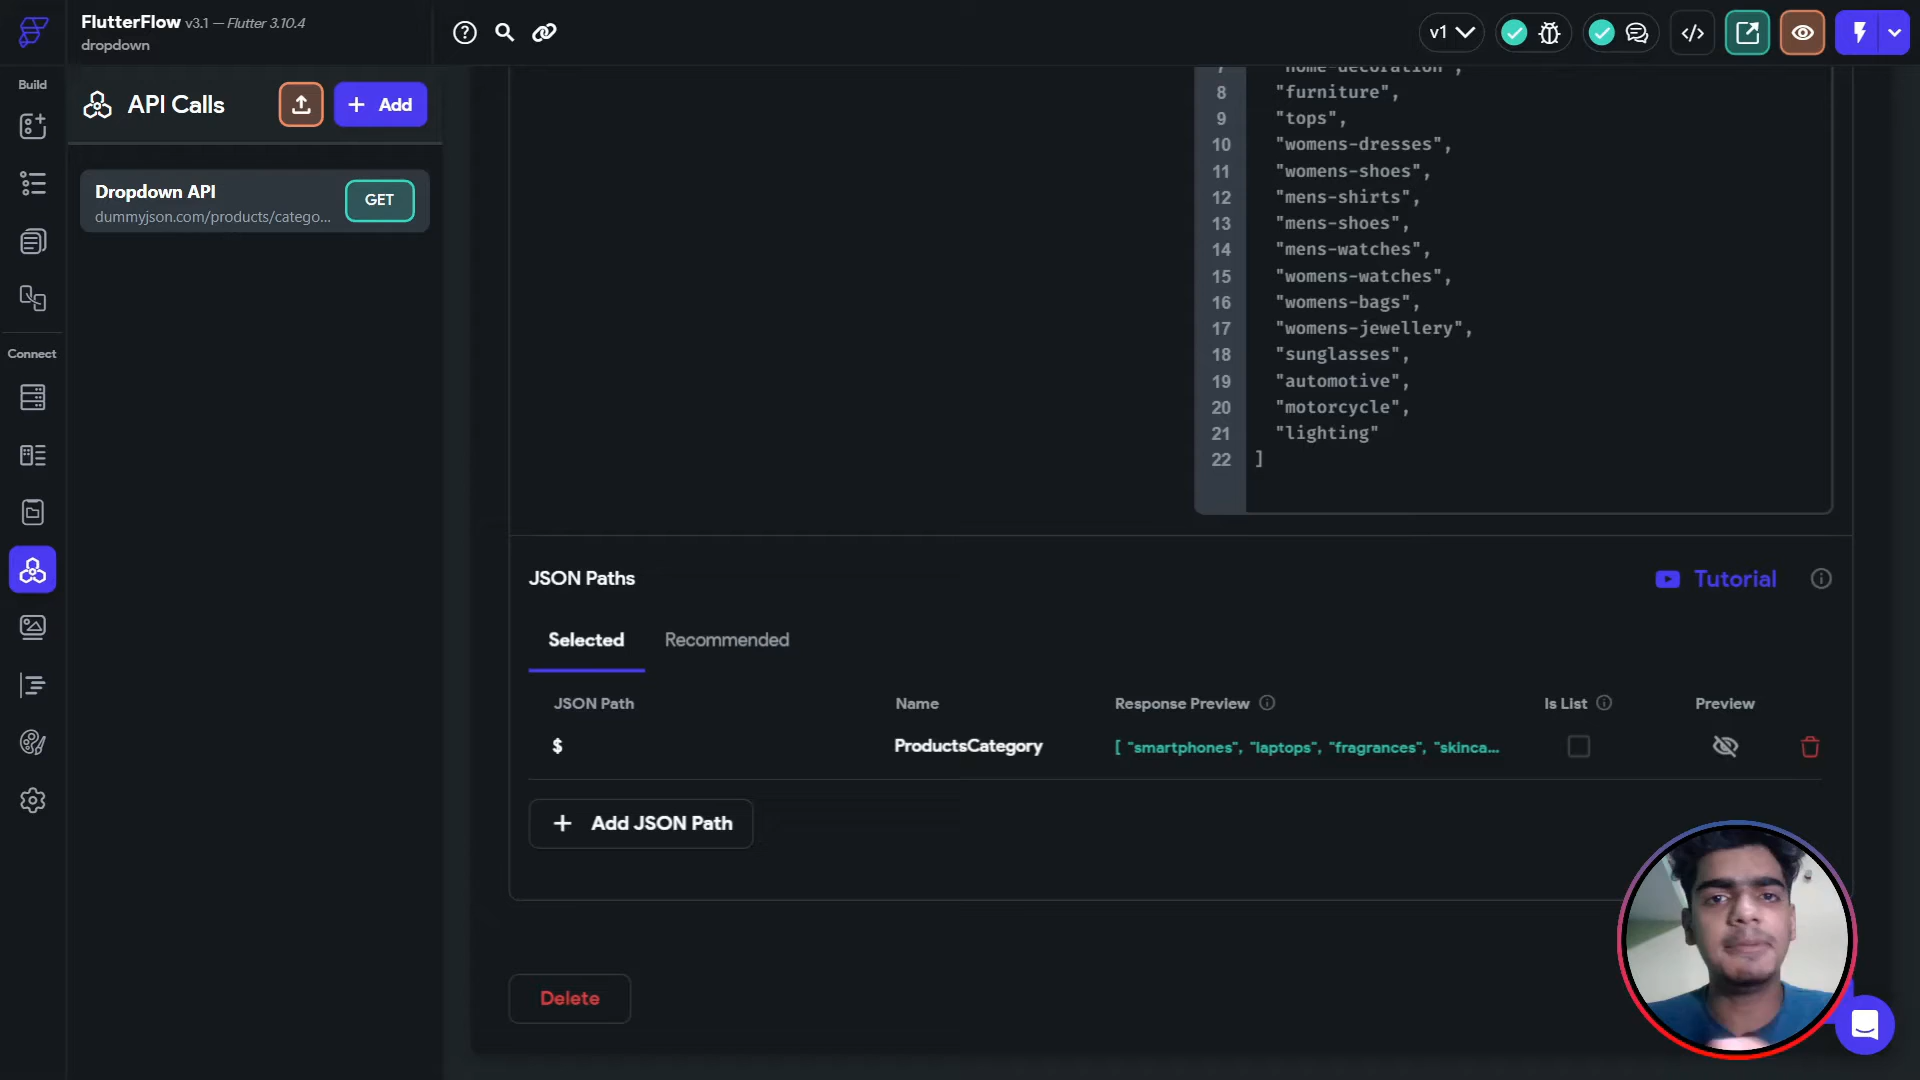 FlutterFlow v3.1 — Flutter 3.10.4
dropdown
v1
Build
API Calls
Add
Dropdown API
dummyjson.com/products/catego...
GET
Connect
7 "home-decoration",
8 "furniture",
9 "tops",
10 "womens-dresses",
11 "womens-shoes",
12 "mens-shirts",
13 "mens-shoes",
14 "mens-watches",
15 "womens-watches",
16 "womens-bags",
17 "womens-jewellery",
18 "sunglasses",
19 "automotive",
20 "motorcycle",
21 "lighting"
22 ]
JSON Paths
Tutorial
Selected Recommended
JSON Path Name Response Preview Is List Preview
$ ProductsCategory [ "smartphones", "laptops", "fragrances", "skinca...
Add JSON Path
Delete